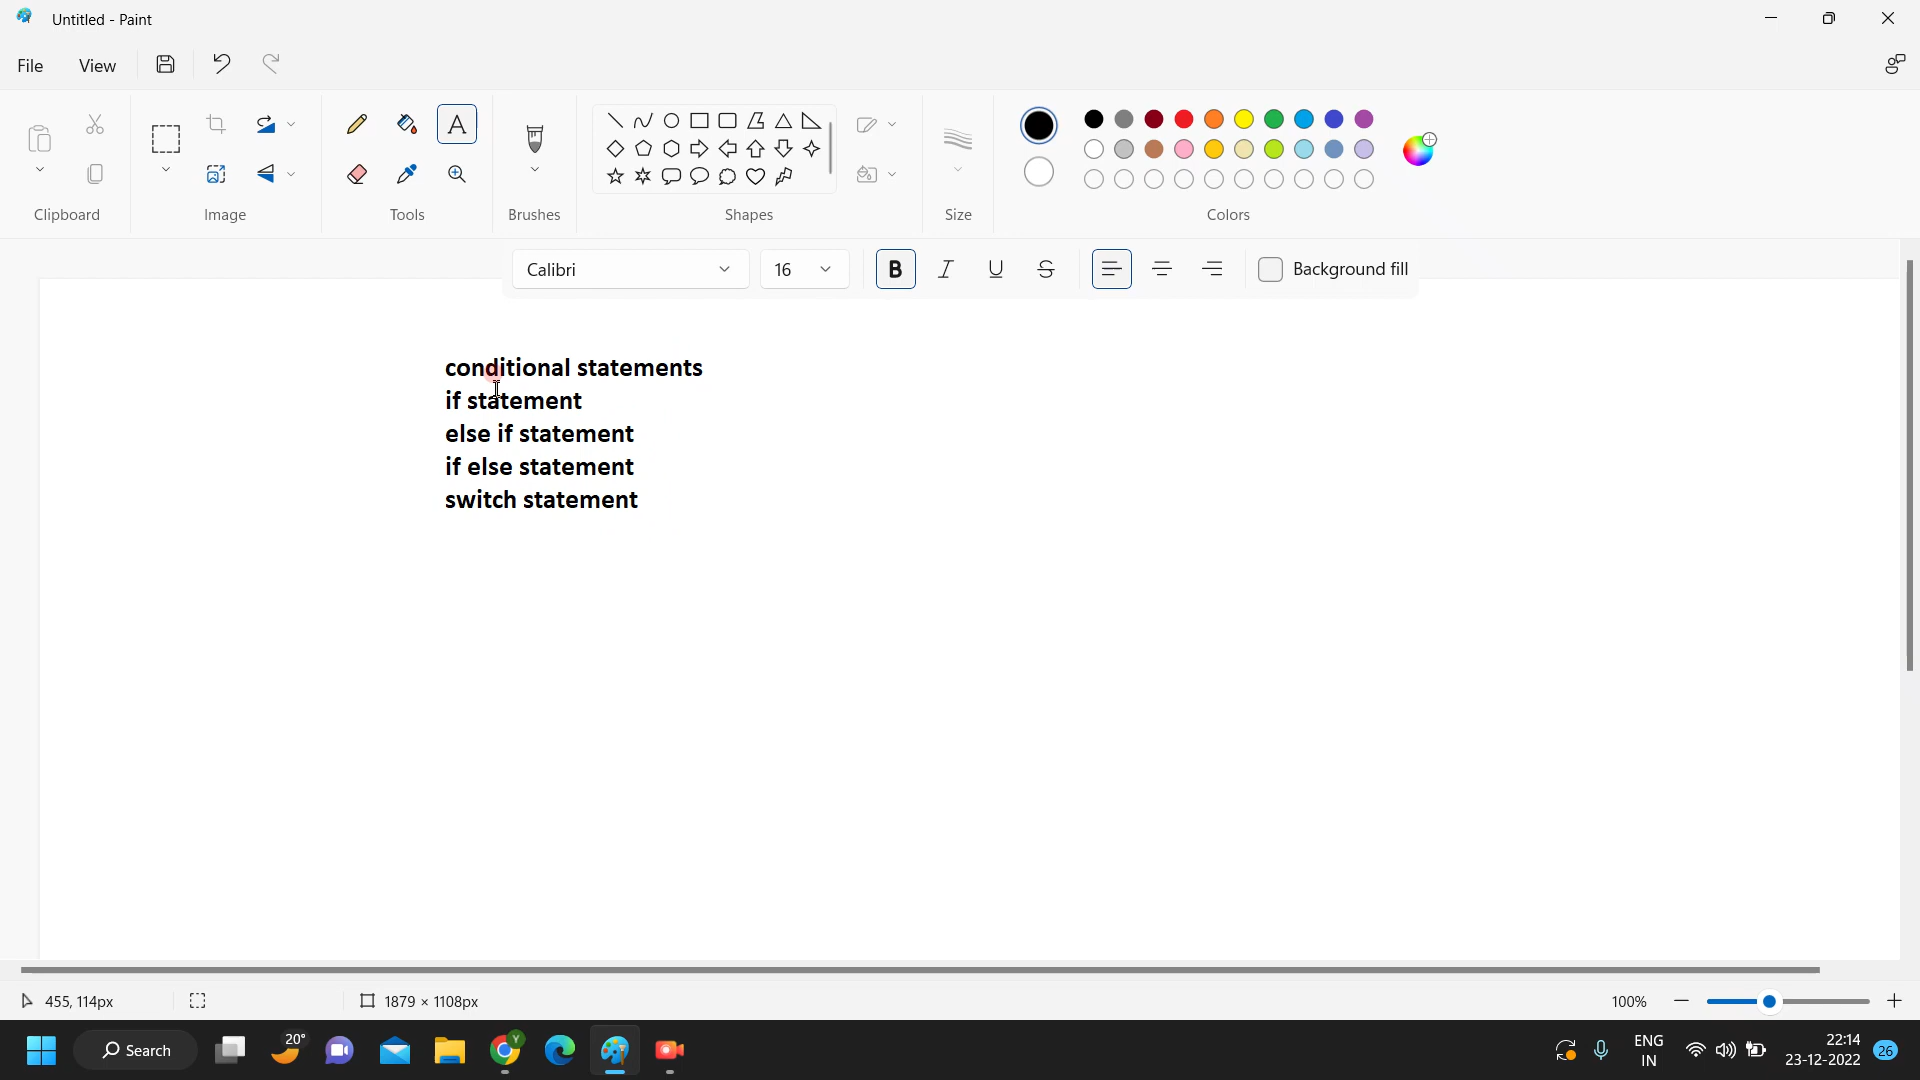 Untitled - Paint
File View
Clipboard
Image
Tools
Brushes
Shapes
Size
Colors
Calibri 16 B I U S Background fill
conditional statements
if statement
else if statement
if else statement
switch statement
455, 114px
1879 × 1108px
100%
Search
20°
Y
ENG
IN
22:14
23-12-2022
26